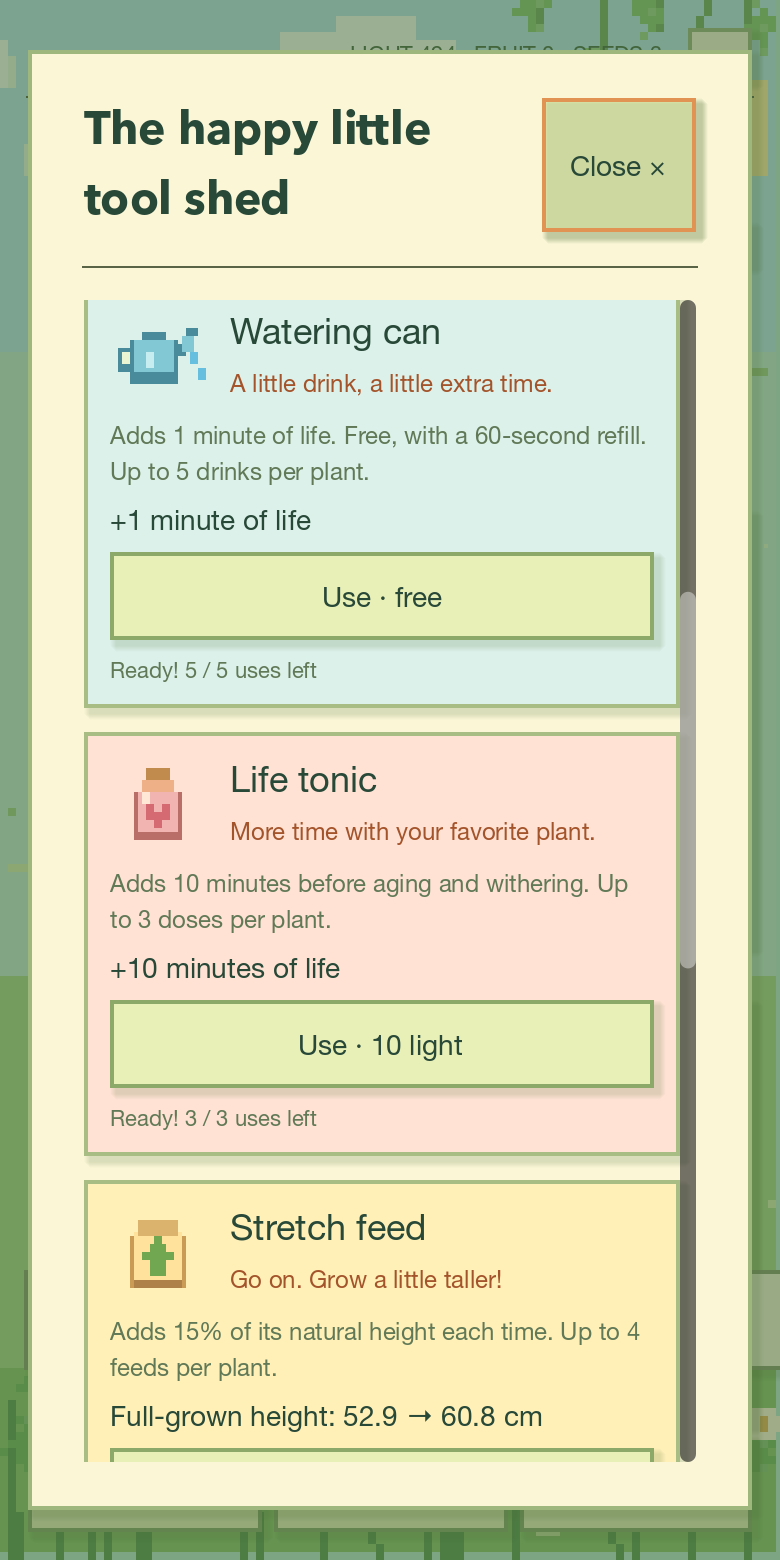 The happy little
tool shed
Close ×
Watering can
A little drink, a little extra time.
Adds 1 minute of life. Free, with a 60-second refill.
Up to 5 drinks per plant.
+1 minute of life
Use · free
Ready! 5 / 5 uses left
Life tonic
More time with your favorite plant.
Adds 10 minutes before aging and withering. Up
to 3 doses per plant.
+10 minutes of life
Use · 10 light
Ready! 3 / 3 uses left
Stretch feed
Go on. Grow a little taller!
Adds 15% of its natural height each time. Up to 4
feeds per plant.
Full-grown height: 52.9 → 60.8 cm